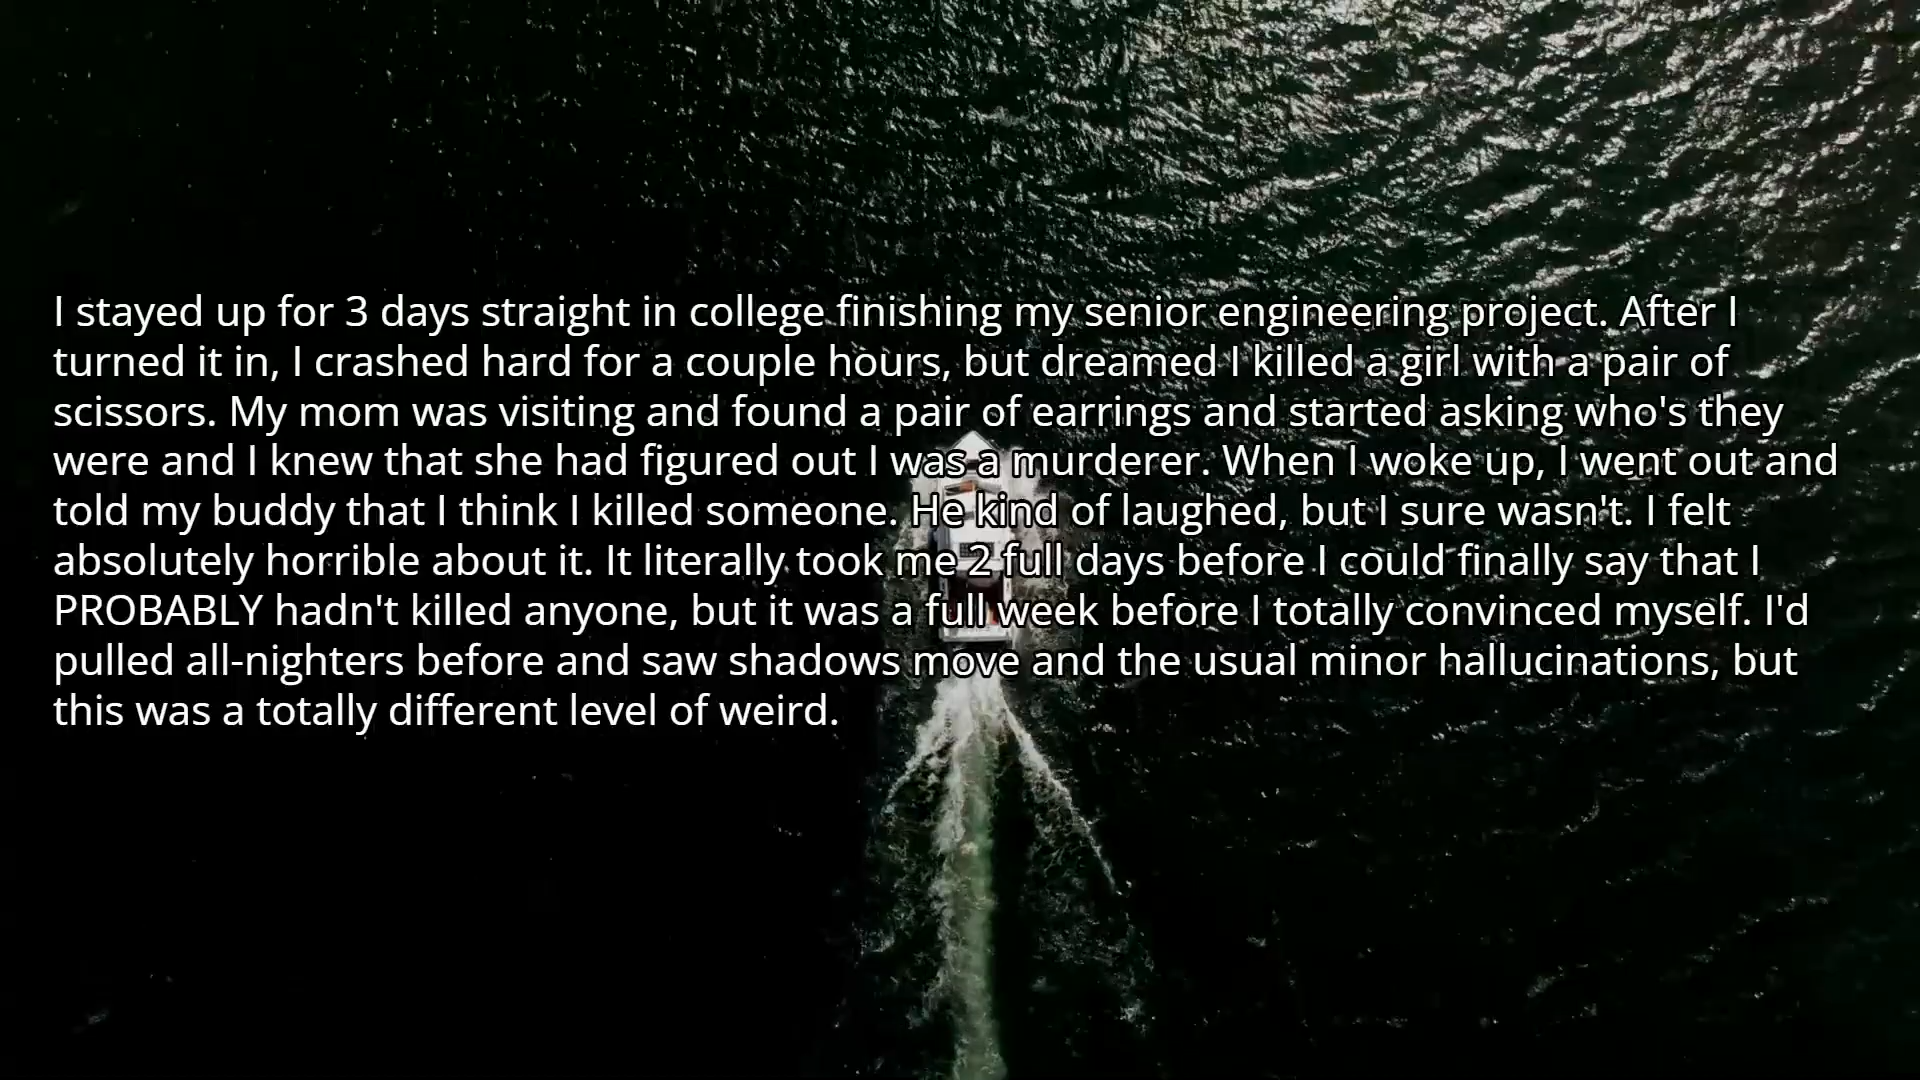 I stayed up for 3 days straight in college finishing my senior engineering project. After I
turned it in, I crashed hard for a couple hours, but dreamed I killed a girl with a pair of
scissors. My mom was visiting and found a pair of earrings and started asking who's they
were and I knew that she had figured out I was a murderer. When I woke up, I went out and
told my buddy that I think I killed someone. He kind of laughed, but I sure wasn't. I felt
absolutely horrible about it. It literally took me 2 full days before I could finally say that I
PROBABLY hadn't killed anyone, but it was a full week before I totally convinced myself. I'd
pulled all-nighters before and saw shadows move and the usual minor hallucinations, but
this was a totally different level of weird.